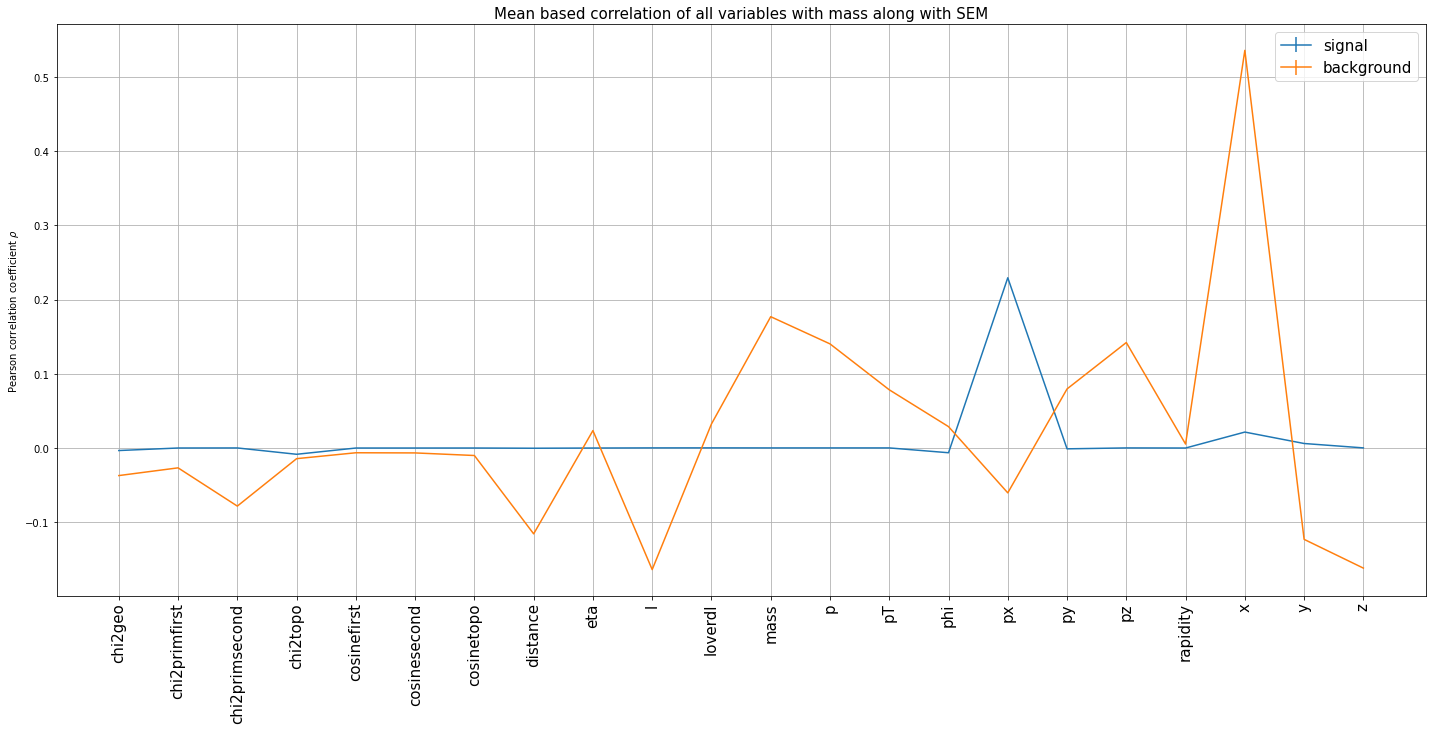 Mean based correlation of all variables with mass along with SEM
signal
background
Pearson correlation coefficient ρ
0.5
0.4
0.3
0.2
0.1
0.0
−0.1
chi2geo
chi2primfirst
chi2primsecond
chi2topo
cosinefirst
cosinesecond
cosinetopo
distance
eta
l
loverdl
mass
p
pT
phi
px
py
pz
rapidity
x
y
z